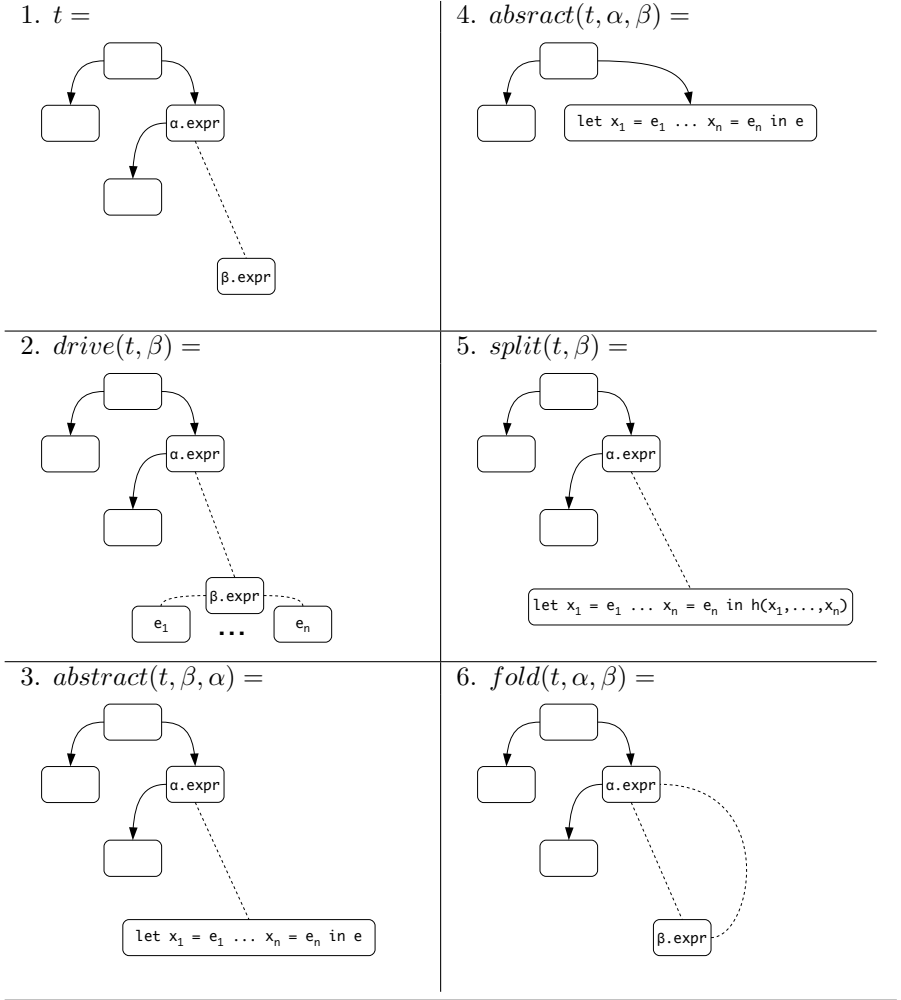 1. t =
α.expr
β.expr
2. drive(t, β) =
α.expr
β.expr
e₁ ... eₙ
3. abstract(t, β, α) =
α.expr
let x₁ = e₁ ... xₙ = eₙ in e
4. absract(t, α, β) =
let x₁ = e₁ ... xₙ = eₙ in e
5. split(t, β) =
α.expr
let x₁ = e₁ ... xₙ = eₙ in h(x₁,...,xₙ)
6. fold(t, α, β) =
α.expr
β.expr